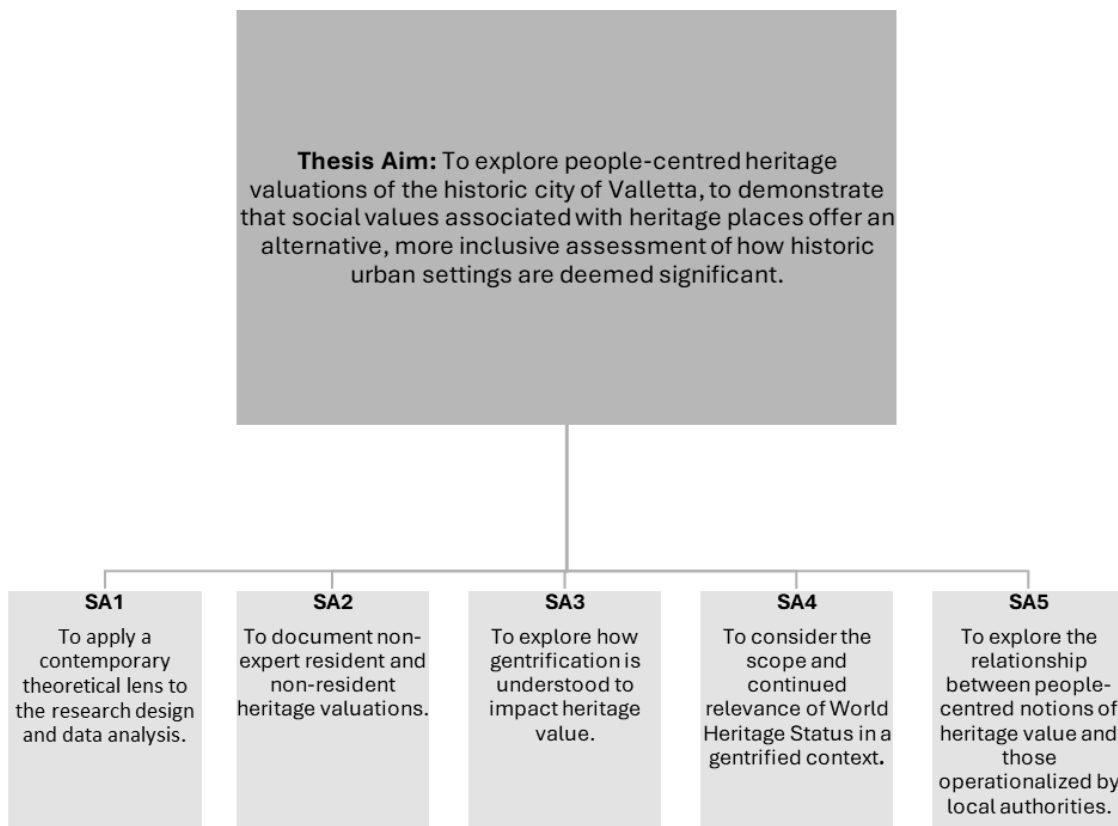 Thesis Aim: To explore people-centred heritage
valuations of the historic city of Valletta, to demonstrate
that social values associated with heritage places offer an
alternative, more inclusive assessment of how historic
urban settings are deemed significant.
SA1
To apply a
contemporary
theoretical lens to
the research design
and data analysis.
SA2
To document non-
expert resident and
non-resident
heritage valuations.
SA3
To explore how
gentrification is
understood to
impact heritage
value.
SA4
To consider the
scope and
continued
relevance of World
Heritage Status in a
gentrified context.
SA5
To explore the
relationship
between people-
centred notions of
heritage value and
those
operationalized by
local authorities.